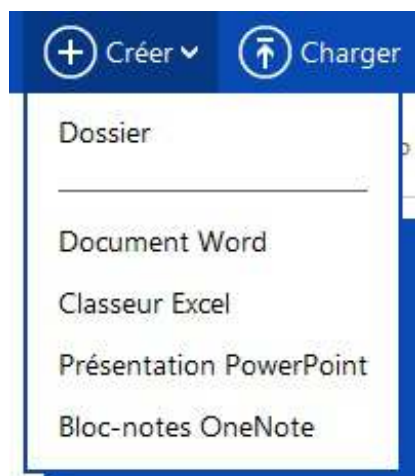 Créer Charger
Dossier
Document Word
Classeur Excel
Présentation PowerPoint
Bloc-notes OneNote